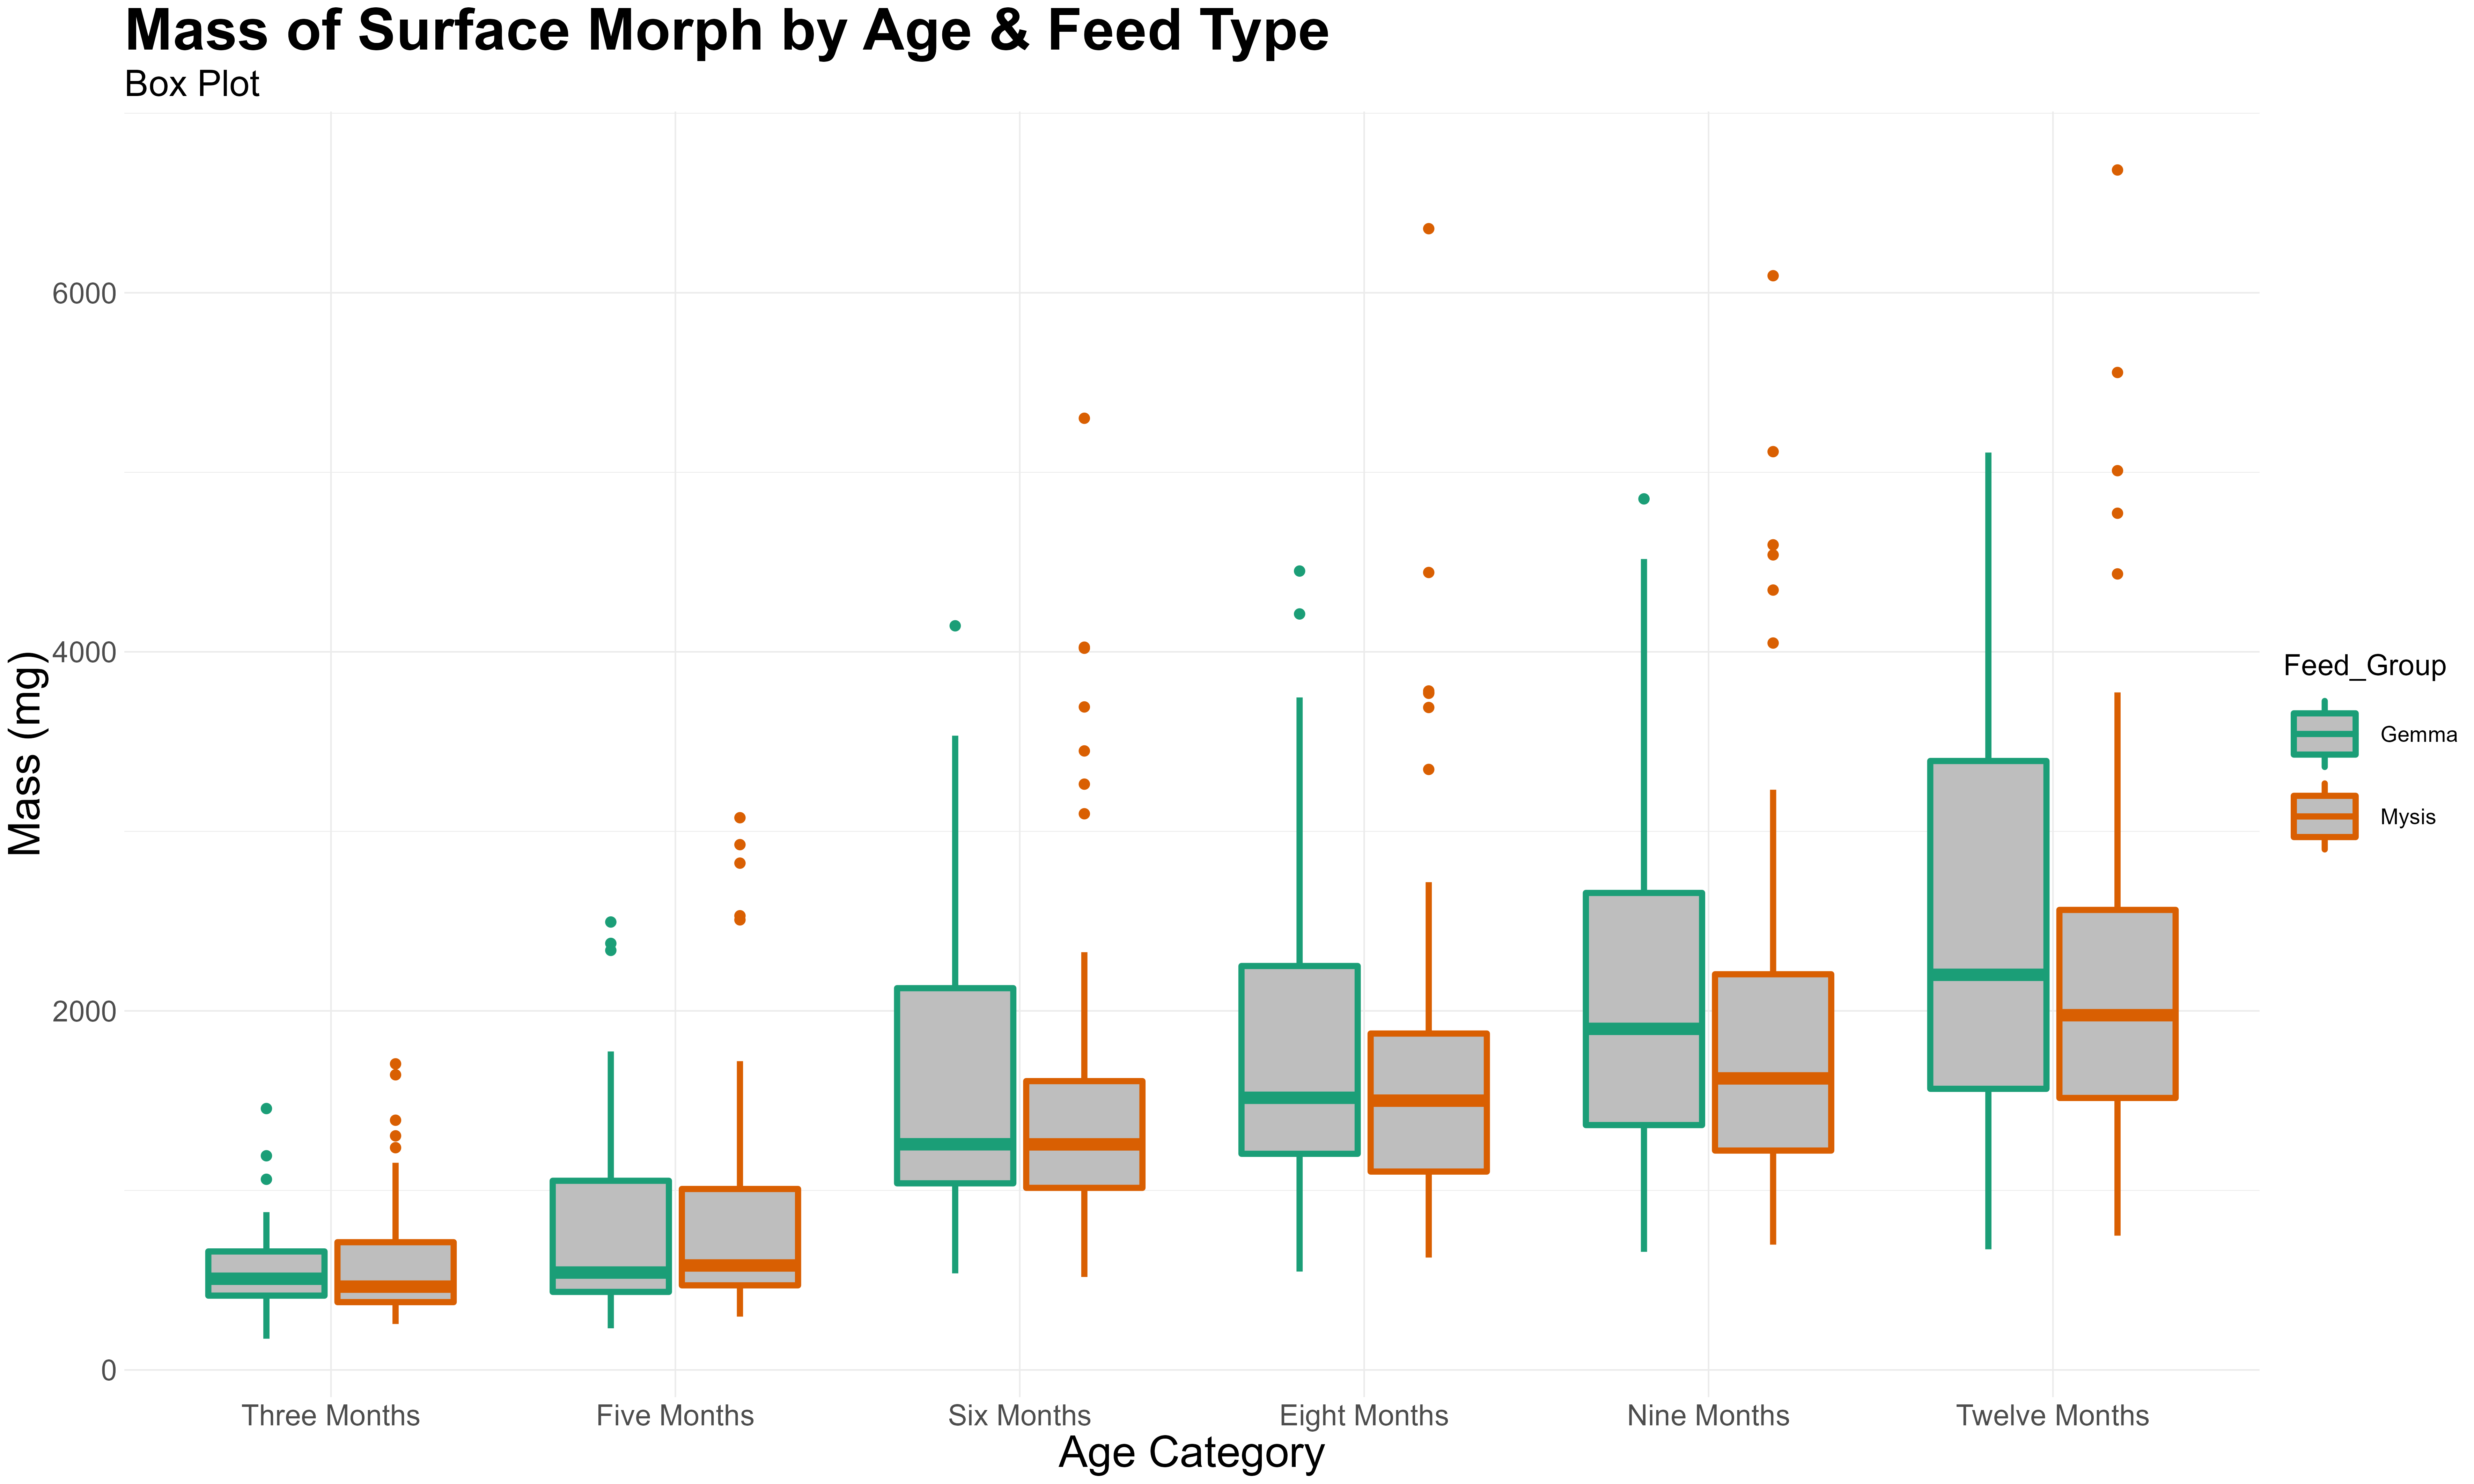 Mass of Surface Morph by Age & Feed Type
Box Plot
6000
4000
2000
0
Mass (mg)
Three Months
Five Months
Six Months
Eight Months
Nine Months
Twelve Months
Age Category
Feed_Group
Gemma
Mysis